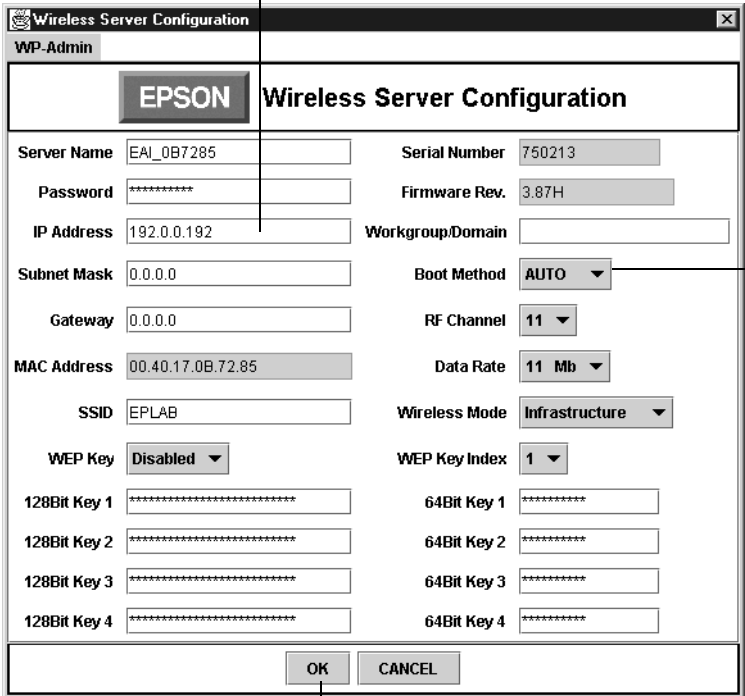 Wireless Server Configuration
WP-Admin
EPSON Wireless Server Configuration
Server Name EAI_0B7285 Serial Number 750213
Password ********** Firmware Rev. 3.87H
IP Address 192.0.0.192 Workgroup/Domain
Subnet Mask 0.0.0.0 Boot Method AUTO
Gateway 0.0.0.0 RF Channel 11
MAC Address 00.40.17.0B.72.85 Data Rate 11 Mb
SSID EPLAB Wireless Mode Infrastructure
WEP Key Disabled WEP Key Index 1
128Bit Key 1 ************************** 64Bit Key 1 **********
128Bit Key 2 ************************** 64Bit Key 2 **********
128Bit Key 3 ************************** 64Bit Key 3 **********
128Bit Key 4 ************************** 64Bit Key 4 **********
OK CANCEL